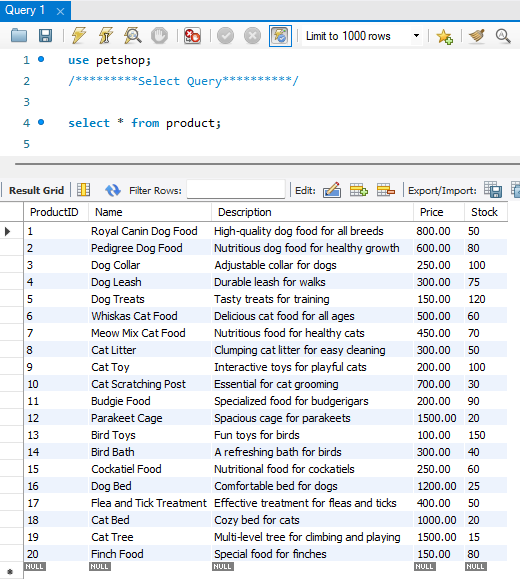 Query 1
Limit to 1000 rows
1 use petshop;
2 /*********Select Query**********/
3
4 select * from product;
5
Result Grid Filter Rows: Edit: Export/Import:
ProductID Name Description Price Stock
1 Royal Canin Dog Food High-quality dog food for all breeds 800.00 50
2 Pedigree Dog Food Nutritious dog food for healthy growth 600.00 80
3 Dog Collar Adjustable collar for dogs 250.00 100
4 Dog Leash Durable leash for walks 300.00 75
5 Dog Treats Tasty treats for training 150.00 120
6 Whiskas Cat Food Delicious cat food for all ages 500.00 60
7 Meow Mix Cat Food Nutritious food for healthy cats 450.00 70
8 Cat Litter Clumping cat litter for easy cleaning 300.00 50
9 Cat Toy Interactive toys for playful cats 200.00 100
10 Cat Scratching Post Essential for cat grooming 700.00 30
11 Budgie Food Specialized food for budgerigars 200.00 90
12 Parakeet Cage Spacious cage for parakeets 1500.00 20
13 Bird Toys Fun toys for birds 100.00 150
14 Bird Bath A refreshing bath for birds 300.00 40
15 Cockatiel Food Nutritional food for cockatiels 250.00 60
16 Dog Bed Comfortable bed for dogs 1200.00 25
17 Flea and Tick Treatment Effective treatment for fleas and ticks 400.00 50
18 Cat Bed Cozy bed for cats 1000.00 20
19 Cat Tree Multi-level tree for climbing and playing 1500.00 15
20 Finch Food Special food for finches 150.00 80
NULL NULL NULL NULL NULL